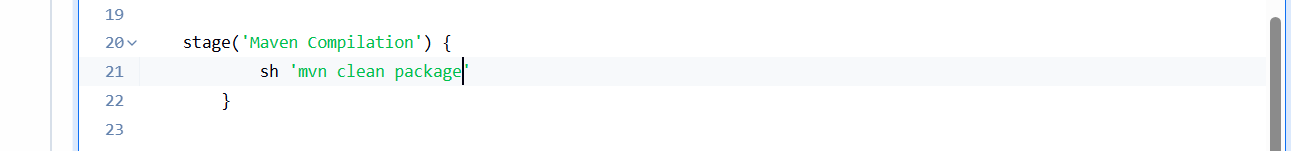 19
20 stage('Maven Compilation') {
21 sh 'mvn clean package'
22 }
23